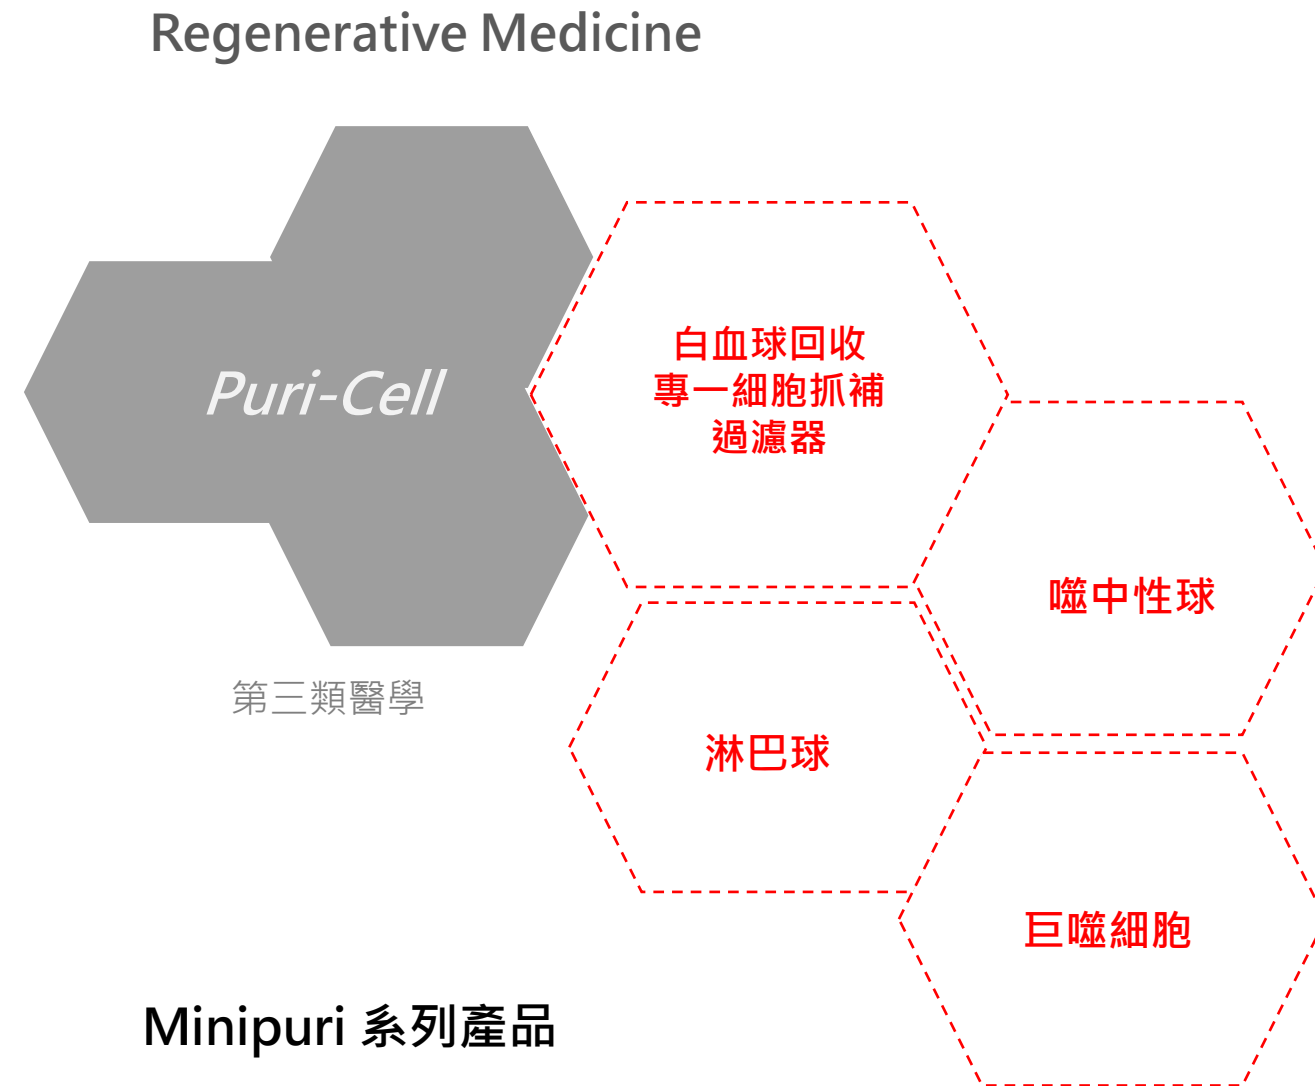 Regenerative Medicine
Puri-Cell
白血球回收
專一細胞抓補
過濾器
噬中性球
第三類醫學
淋巴球
巨噬細胞
Minipuri 系列產品